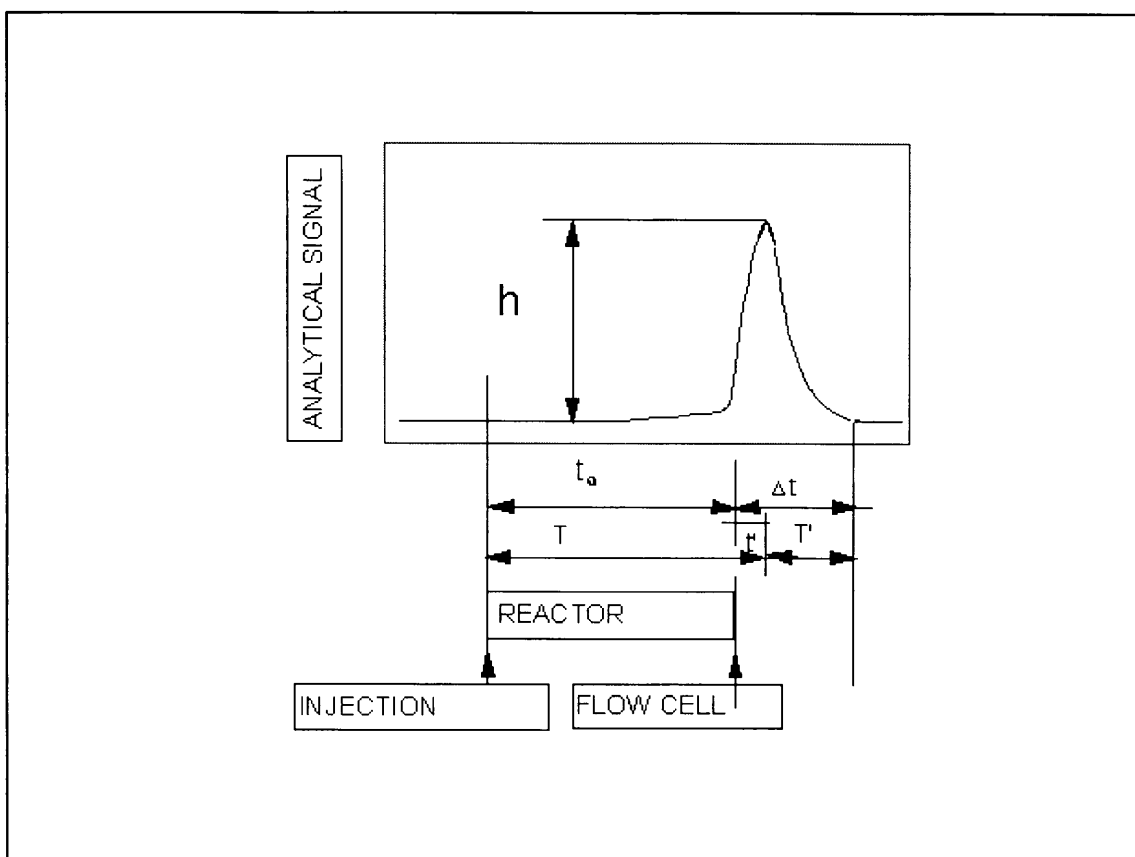 ANALYTICAL SIGNAL
h
tₐ
Δt
T
t'
T'
REACTOR
INJECTION
FLOW CELL